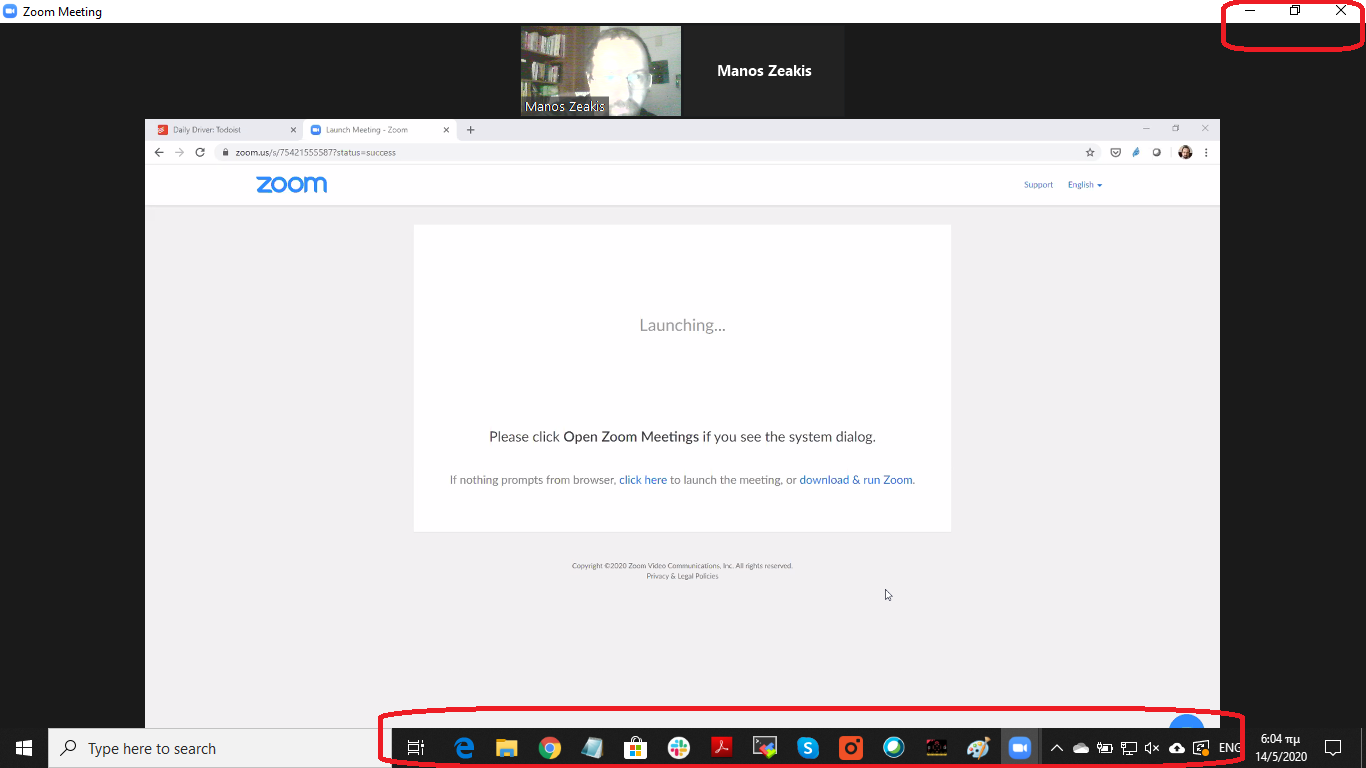 Zoom Meeting
Manos Zeakis
Manos Zeakis
Daily Driver: Todoist
Launch Meeting - Zoom
zoom.us/s/75421555587?status=success
zoom
Support
English
Launching...
Please click Open Zoom Meetings if you see the system dialog.
If nothing prompts from browser, click here to launch the meeting, or download & run Zoom.
Copyright ©2020 Zoom Video Communications, Inc. All rights reserved.
Privacy & Legal Policies
Type here to search
ENG
6:04 πμ
14/5/2020